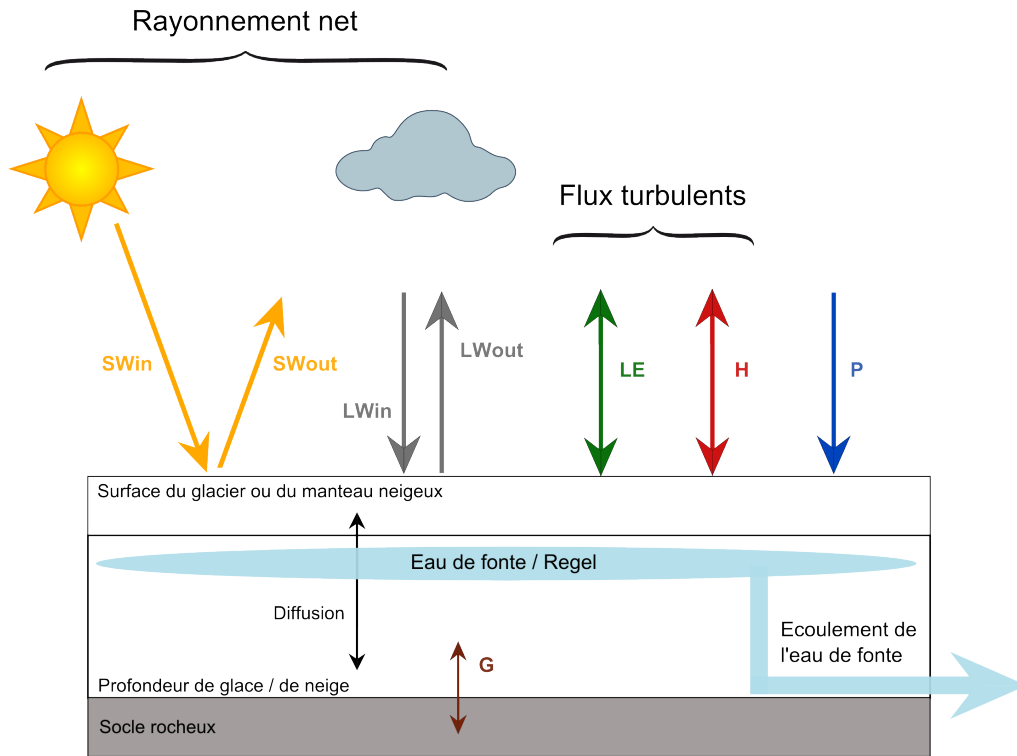 Rayonnement net
Flux turbulents
SWin
SWout
LWin
LWout
LE
H
P
Surface du glacier ou du manteau neigeux
Eau de fonte / Regel
Diffusion
Ecoulement de
l'eau de fonte
G
Profondeur de glace / de neige
Socle rocheux